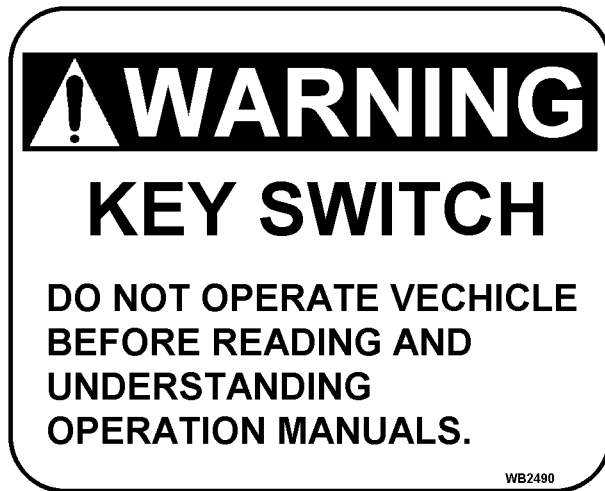 WARNING
KEY SWITCH
DO NOT OPERATE VECHICLE
BEFORE READING AND
UNDERSTANDING
OPERATION MANUALS.
WB2490